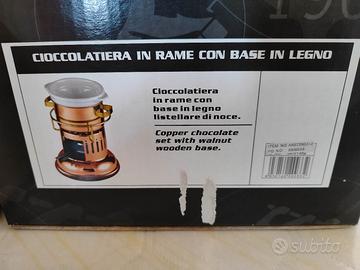 CIOCCOLATIERA IN RAME CON BASE IN LEGNO
Cioccolatiera
in rame con
base in legno
listellare di noce.
Copper chocolate
set with walnut
wooden base.
subito